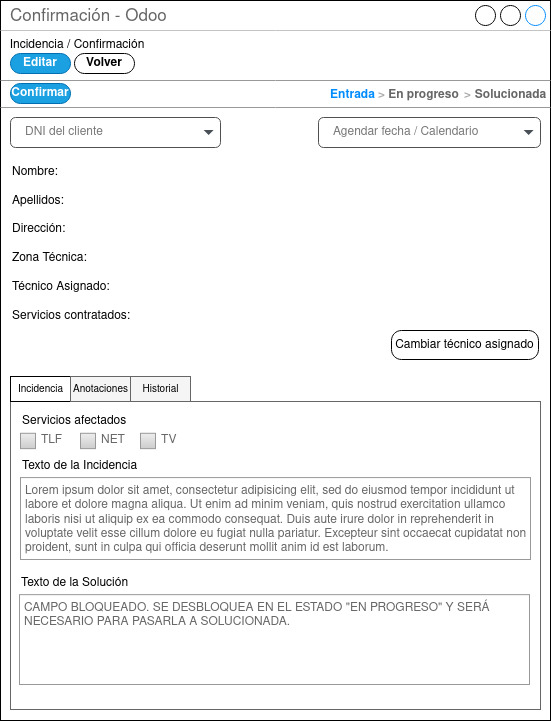 Confirmación - Odoo
Incidencia / Confirmación
Editar Volver
Confirmar Entrada > En progreso > Solucionada
DNI del cliente Agendar fecha / Calendario
Nombre:
Apellidos:
Dirección:
Zona Técnica:
Técnico Asignado:
Servicios contratados:
Cambiar técnico asignado
Incidencia Anotaciones Historial
Servicios afectados
TLF NET TV
Texto de la Incidencia
Lorem ipsum dolor sit amet, consectetur adipisicing elit, sed do eiusmod tempor incididunt ut
labore et dolore magna aliqua. Ut enim ad minim veniam, quis nostrud exercitation ullamco
laboris nisi ut aliquip ex ea commodo consequat. Duis aute irure dolor in reprehenderit in
voluptate velit esse cillum dolore eu fugiat nulla pariatur. Excepteur sint occaecat cupidatat non
proident, sunt in culpa qui officia deserunt mollit anim id est laborum.
Texto de la Solución
CAMPO BLOQUEADO. SE DESBLOQUEA EN EL ESTADO "EN PROGRESO" Y SERÁ
NECESARIO PARA PASARLA A SOLUCIONADA.